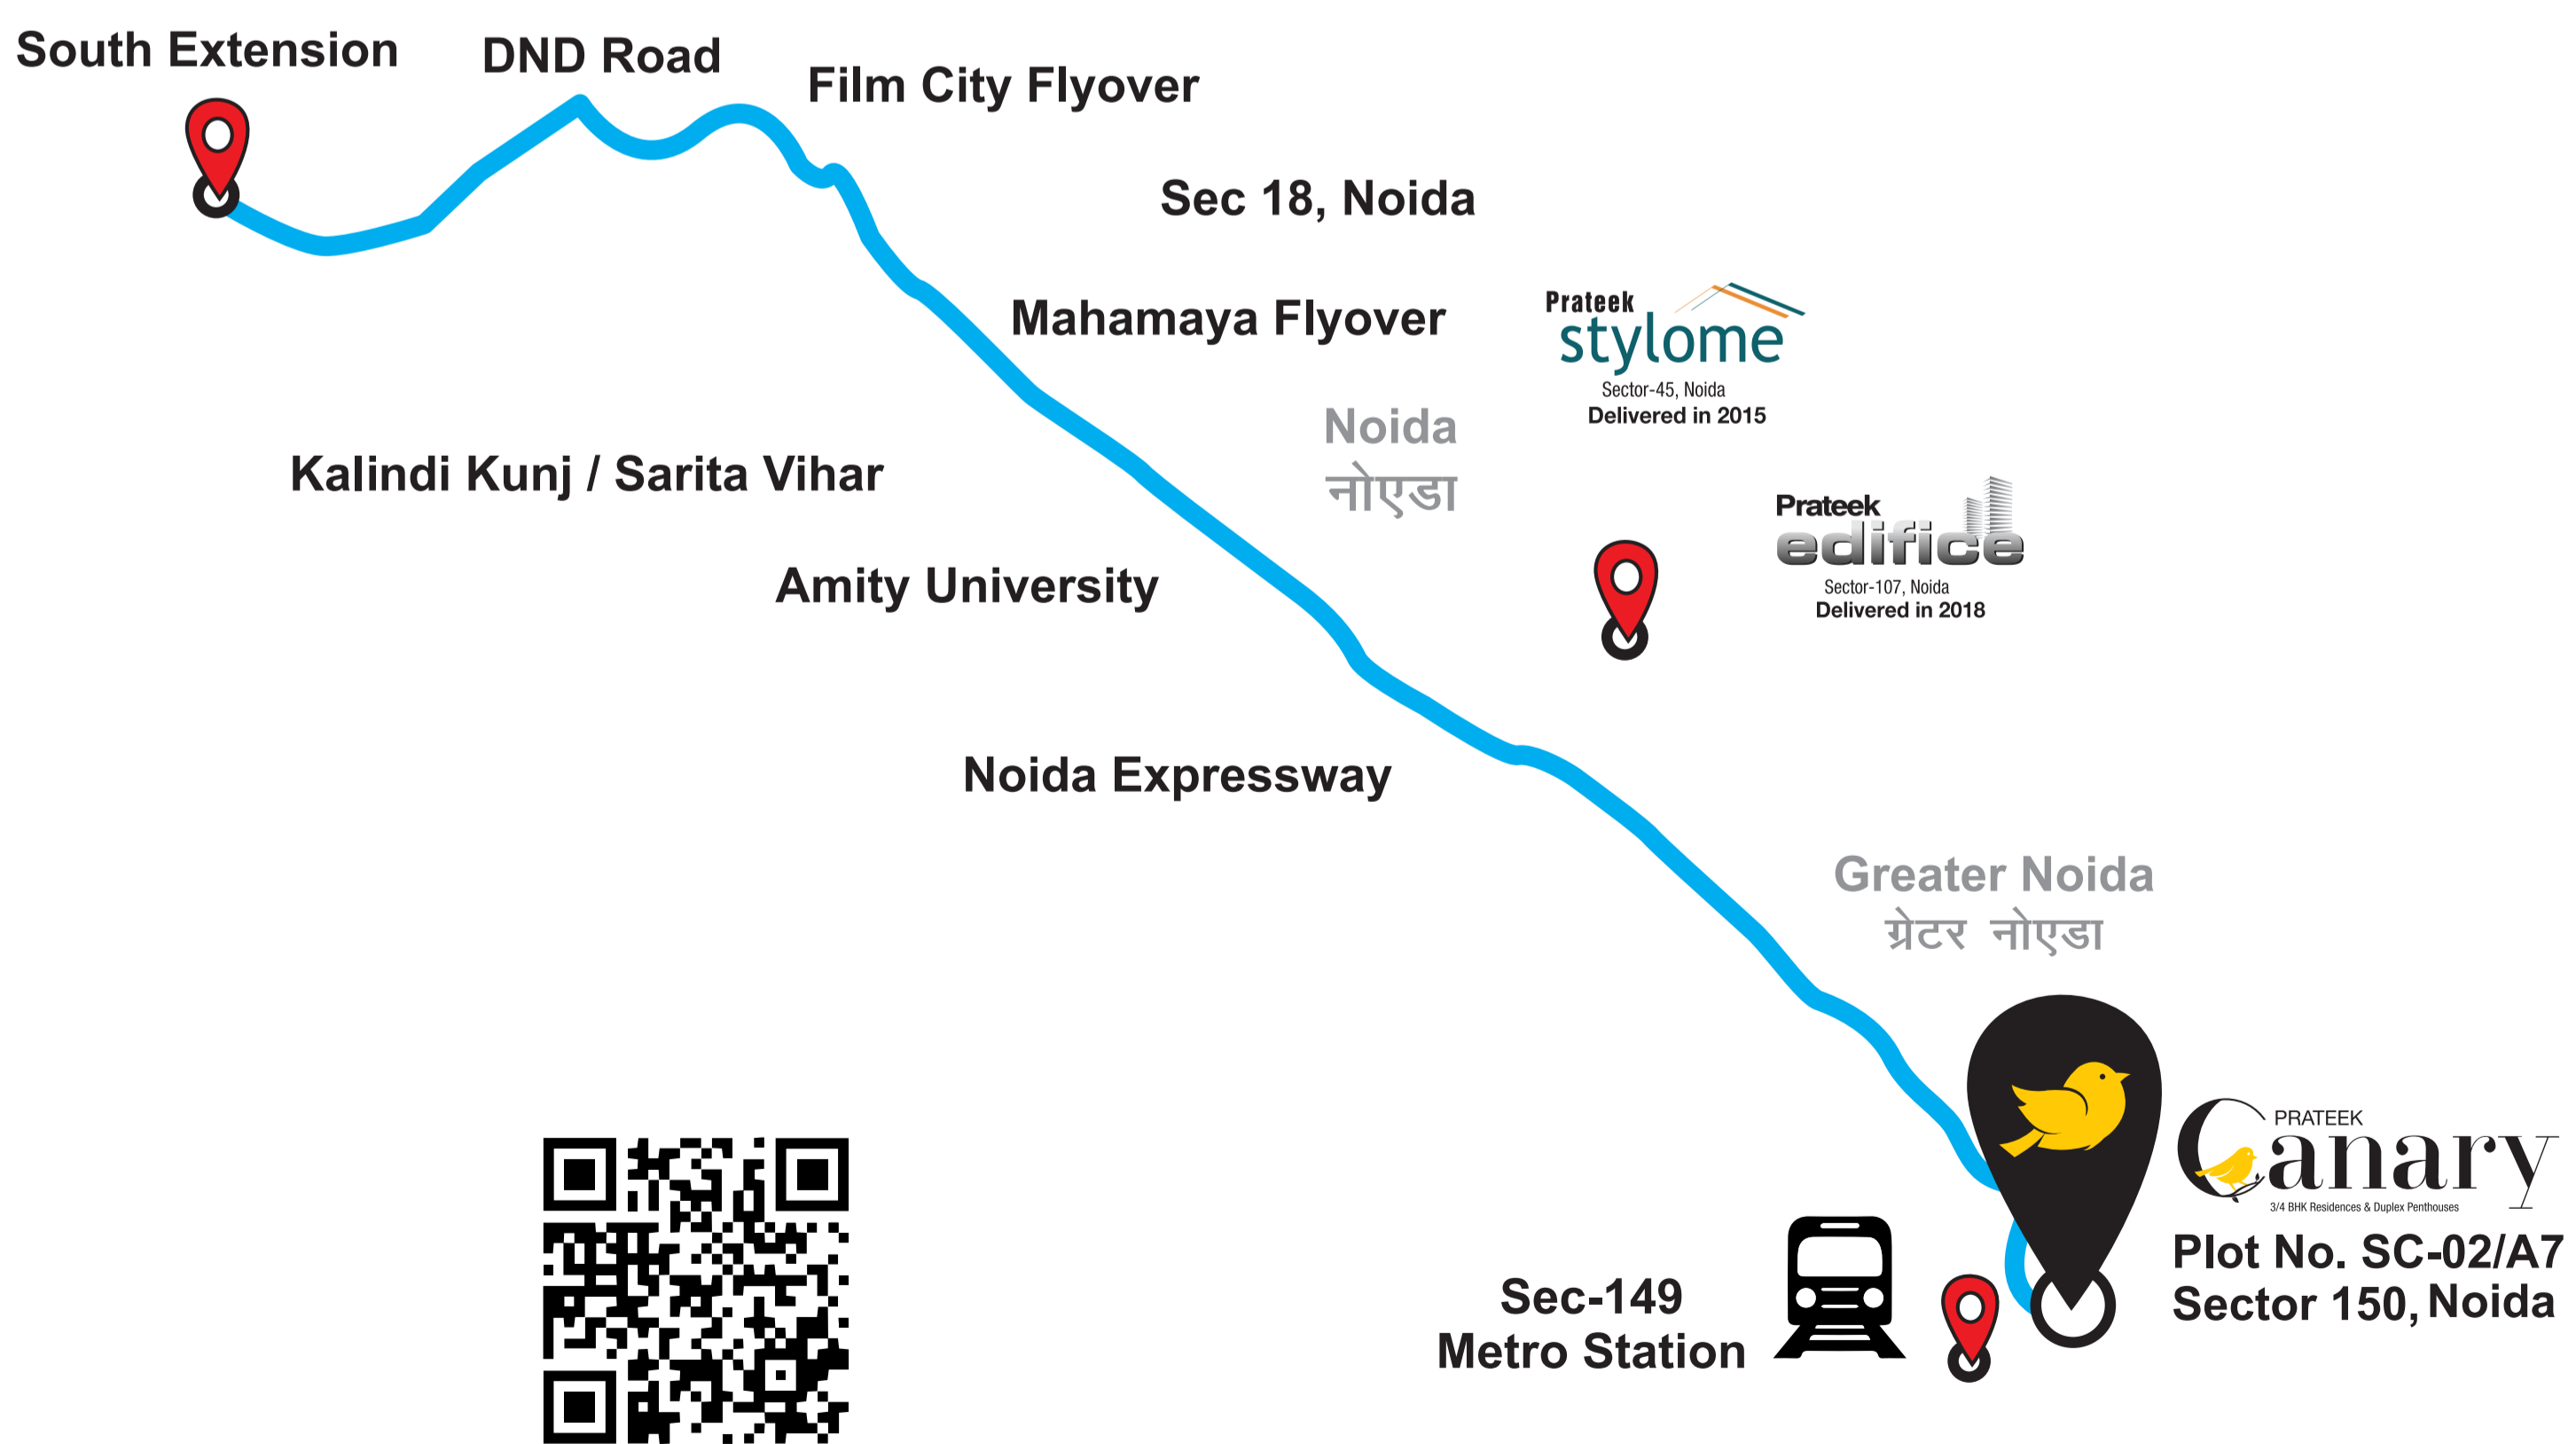 South Extension
DND Road
Film City Flyover
Sec 18, Noida
Mahamaya Flyover
Prateek
stylome
Sector-45, Noida
Delivered in 2015
Noida
नोएडा
Kalindi Kunj / Sarita Vihar
Prateek
edifice
Sector-107, Noida
Delivered in 2018
Amity University
Noida Expressway
Greater Noida
ग्रेटर नोएडा
PRATEEK
Canary
3/4 BHK Residences & Duplex Penthouses
Plot No. SC-02/A7
Sector 150, Noida
Sec-149
Metro Station